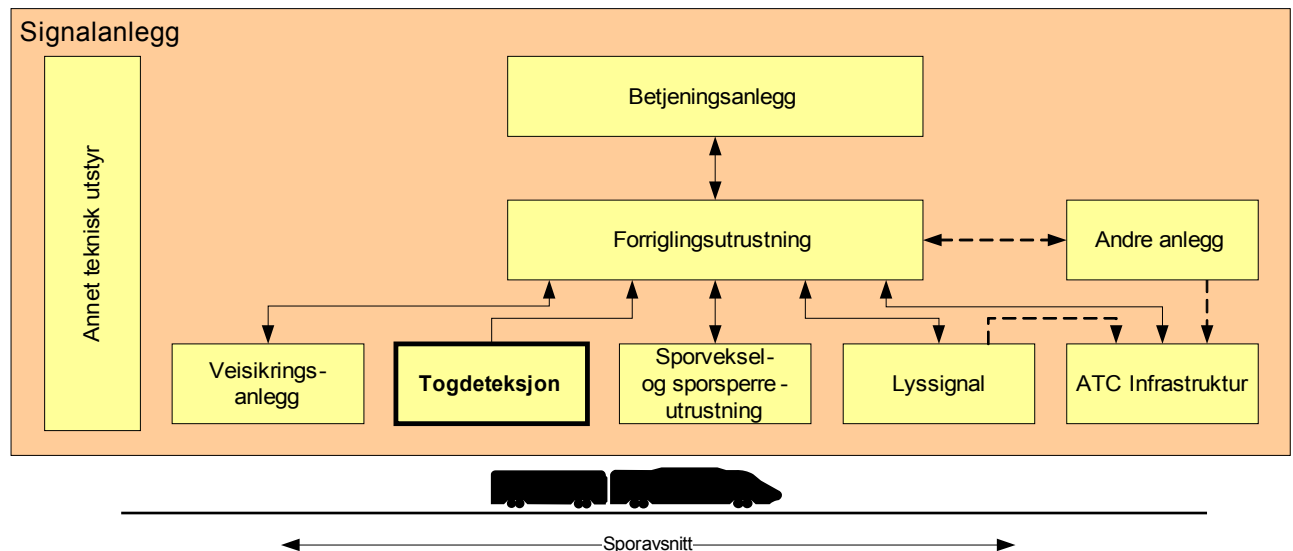 Signalanlegg
Annet teknisk utstyr
Betjeningsanlegg
Forriglingsutrustning
Andre anlegg
Veisikrings-
anlegg
Togdeteksjon
Sporveksel-
og sporsperre-
utrustning
Lyssignal
ATC Infrastruktur
Sporavsnitt